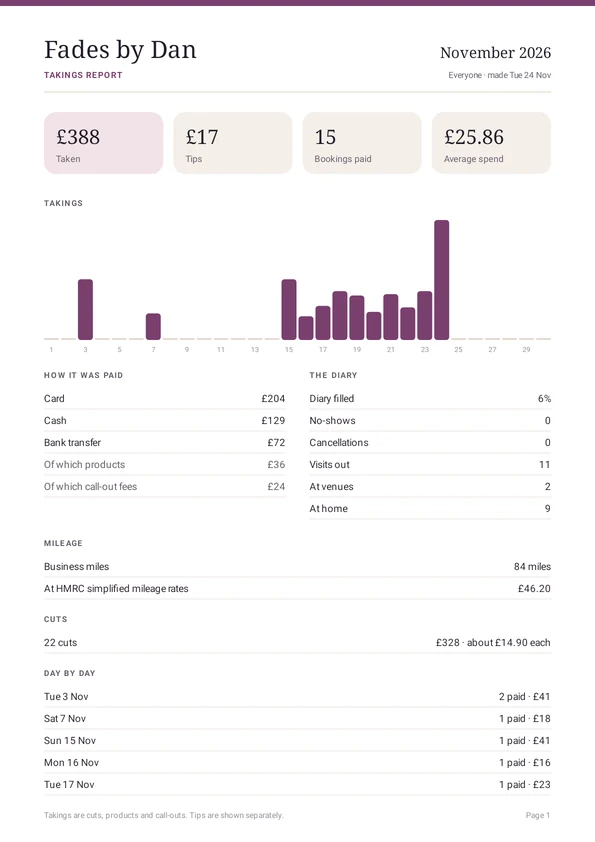 Fades by Dan
November 2026
TAKINGS REPORT
Everyone · made Tue 24 Nov
£388
Taken
£17
Tips
15
Bookings paid
£25.86
Average spend
TAKINGS
1 3 5 7 9 11 13 15 17 19 21 23 25 27 29
HOW IT WAS PAID
Card £204
Cash £129
Bank transfer £72
Of which products £36
Of which call-out fees £24
THE DIARY
Diary filled 6%
No-shows 0
Cancellations 0
Visits out 11
At venues 2
At home 9
MILEAGE
Business miles 84 miles
At HMRC simplified mileage rates £46.20
CUTS
22 cuts £328 · about £14.90 each
DAY BY DAY
Tue 3 Nov 2 paid · £41
Sat 7 Nov 1 paid · £18
Sun 15 Nov 1 paid · £41
Mon 16 Nov 1 paid · £16
Tue 17 Nov 1 paid · £23
Takings are cuts, products and call-outs. Tips are shown separately.
Page 1